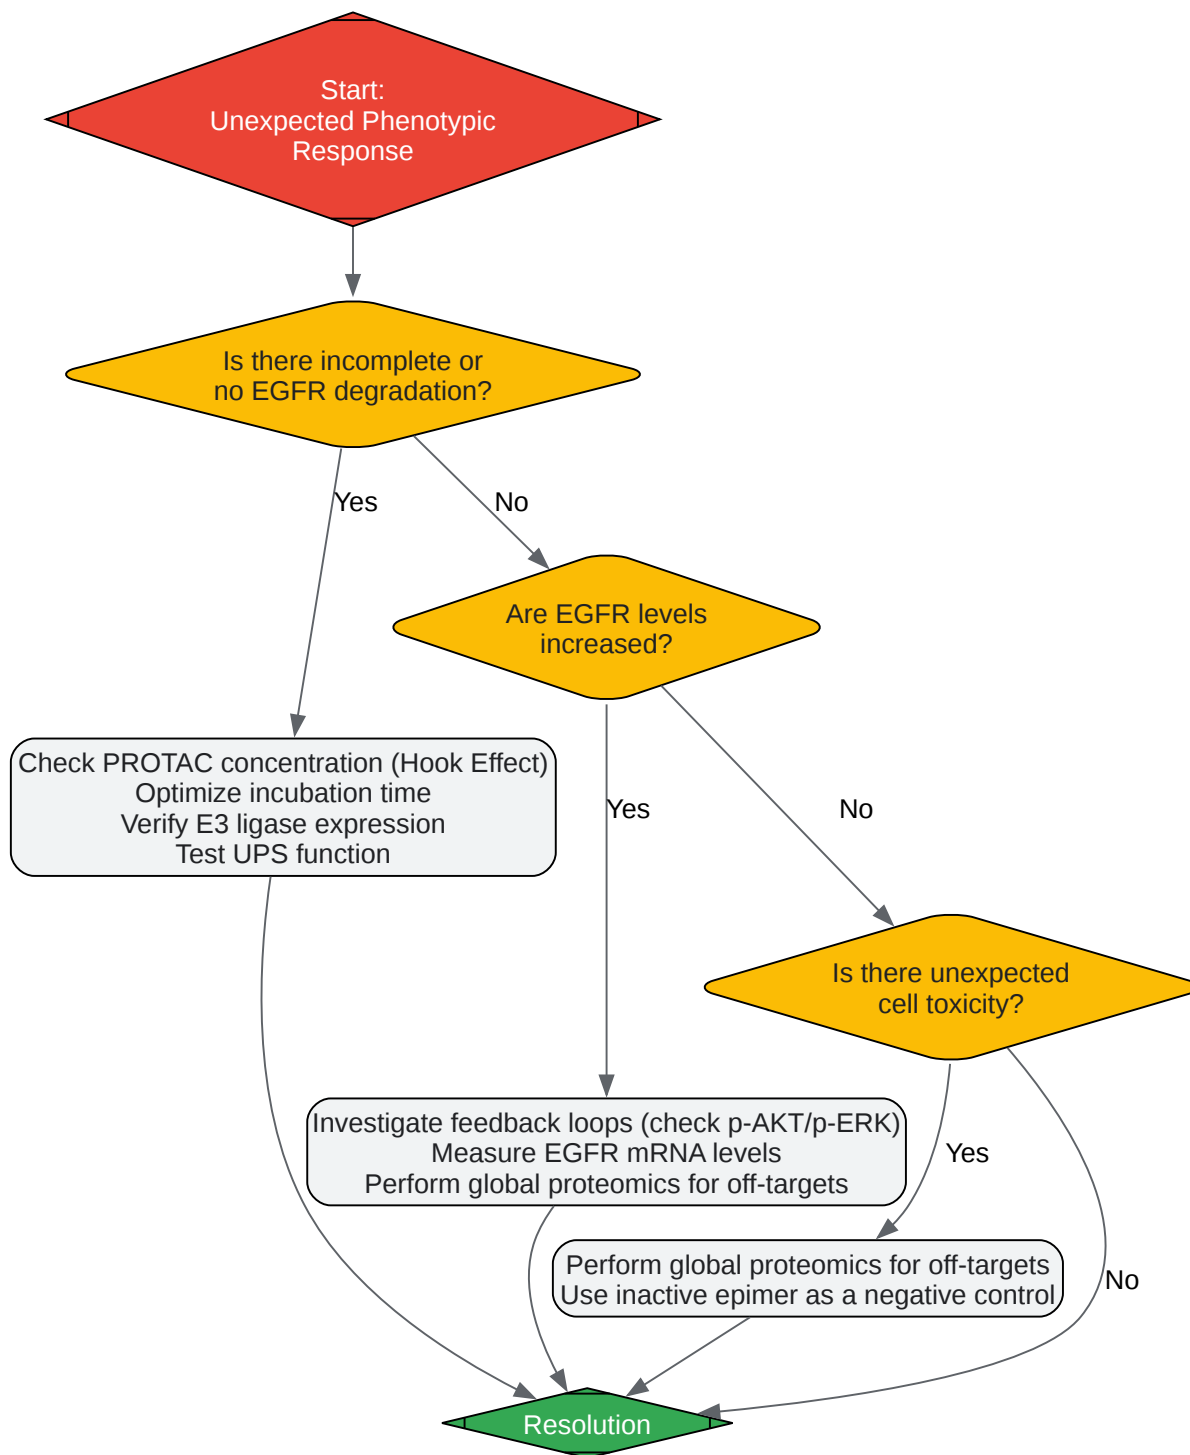 Start:
Unexpected Phenotypic
Response
Is there incomplete or
no EGFR degradation?
Yes
No
Are EGFR levels
increased?
Check PROTAC concentration (Hook Effect)
Optimize incubation time
Verify E3 ligase expression
Test UPS function
Yes
No
Is there unexpected
cell toxicity?
Investigate feedback loops (check p-AKT/p-ERK)
Measure EGFR mRNA levels
Perform global proteomics for off-targets
Yes
No
Perform global proteomics for off-targets
Use inactive epimer as a negative control
Resolution